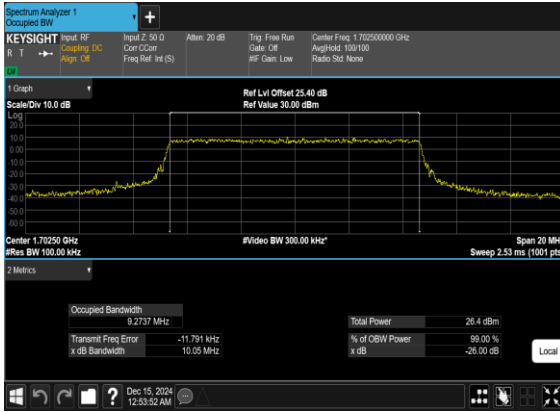 Spectrum Analyzer 1
Occupied BW
+
KEYSIGHT Input: RF Input Z: 50 Ω Atten: 20 dB Trig: Free Run Center Freq: 1.702500000 GHz
R T Coupling: DC Corr CCorr Gate: Off Avg|Hold: 100/100
Align: Off Freq Ref: Int (S) #IF Gain: Low Radio Std: None
1 Graph
Scale/Div 10.0 dB Ref Lvl Offset 25.40 dB
Ref Value 30.00 dBm
Log
20.0
10.0
0.00
-10.0
-20.0
-30.0
-40.0
-50.0
-60.0
Center 1.70250 GHz #Video BW 300.00 kHz* Span 20 MH
#Res BW 100.00 kHz Sweep 2.53 ms (1001 pts
2 Metrics
Occupied Bandwidth
9.2737 MHz Total Power 26.4 dBm
Transmit Freq Error -11.791 kHz % of OBW Power 99.00 %
x dB Bandwidth 10.05 MHz x dB -26.00 dB
Local
? Dec 15, 2024
12:53:52 AM